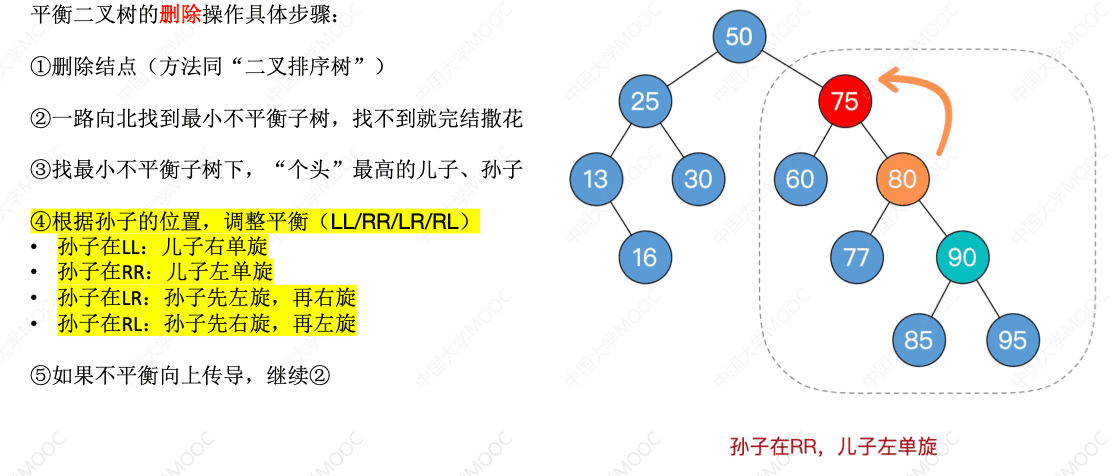 平衡二叉树的删除操作具体步骤：
①删除结点（方法同“二叉排序树”）
②一路向北找到最小不平衡子树，找不到就完结撒花
③找最小不平衡子树下，“个头”最高的儿子、孙子
④根据孙子的位置，调整平衡（LL/RR/LR/RL）
• 孙子在LL：儿子右单旋
• 孙子在RR：儿子左单旋
• 孙子在LR：孙子先左旋，再右旋
• 孙子在RL：孙子先右旋，再左旋
⑤如果不平衡向上传导，继续②
50
25 75
13 30 60 80
16 77 90
85 95
孙子在RR，儿子左单旋
中国大学MOOC